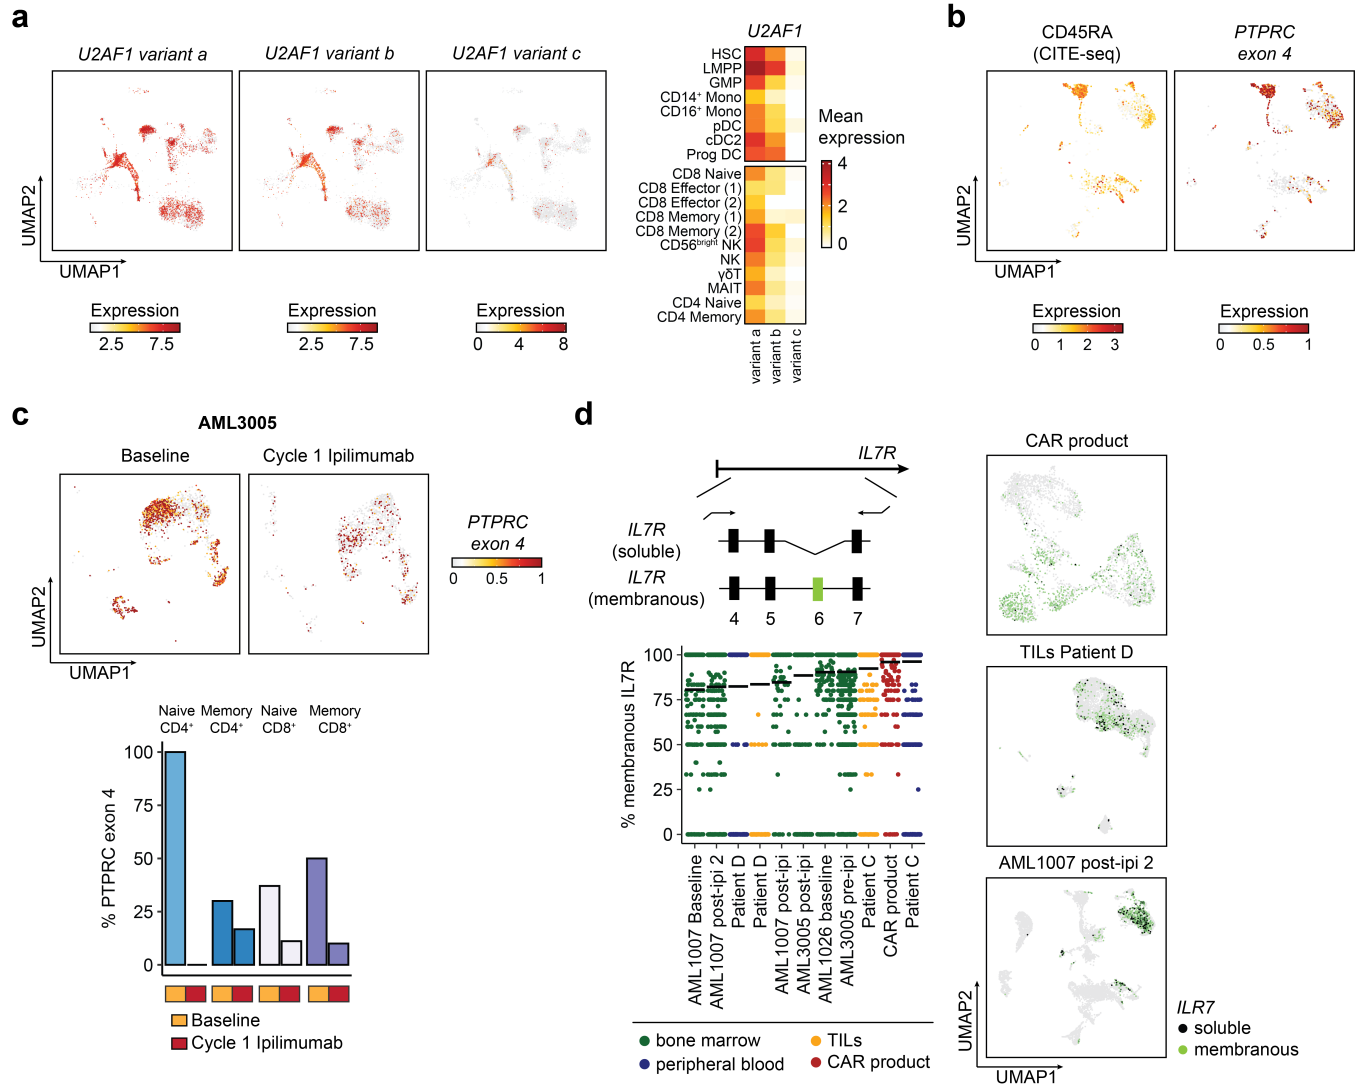 a
U2AF1 variant a
U2AF1 variant b
U2AF1 variant c
UMAP2
UMAP1
Expression
2.5 7.5
Expression
2.5 7.5
Expression
0 4 8
U2AF1
HSC
LMPP
GMP
CD14+ Mono
CD16+ Mono
pDC
cDC2
Prog DC
CD8 Naive
CD8 Effector (1)
CD8 Effector (2)
CD8 Memory (1)
CD8 Memory (2)
CD56bright NK
NK
γδT
MAIT
CD4 Naive
CD4 Memory
variant a
variant b
variant c
Mean
expression
4
2
0
b
CD45RA
(CITE-seq)
PTPRC
exon 4
UMAP2
UMAP1
Expression
0 1 2 3
Expression
0 0.5 1
c
AML3005
Baseline
Cycle 1 Ipilimumab
UMAP2
UMAP1
PTPRC
exon 4
0 0.5 1
Naive
CD4+
Memory
CD4+
Naive
CD8+
Memory
CD8+
% PTPRC exon 4
100
75
50
25
0
Baseline
Cycle 1 Ipilimumab
d
IL7R
IL7R
(soluble)
IL7R
(membranous)
4 5 6 7
% membranous IL7R
100
75
50
25
0
AML1007 Baseline
AML1007 post-ipi 2
Patient D
Patient D
AML1007 post-ipi
AML3005 post-ipi
AML1026 baseline
AML3005 pre-ipi
Patient C
CAR product
Patient C
bone marrow
peripheral blood
TILs
CAR product
CAR product
TILs Patient D
AML1007 post-ipi 2
UMAP2
UMAP1
ILR7
soluble
membranous